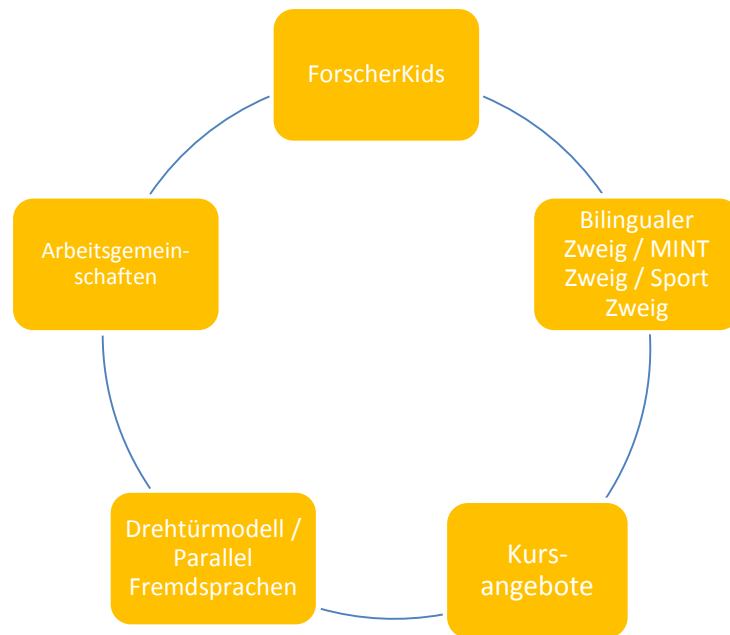 ForscherKids
Bilingualer
Zweig / MINT
Zweig / Sport
Zweig
Kurs-
angebote
Drehtürmodell /
Parallel
Fremdsprachen
Arbeitsgemein-
schaften